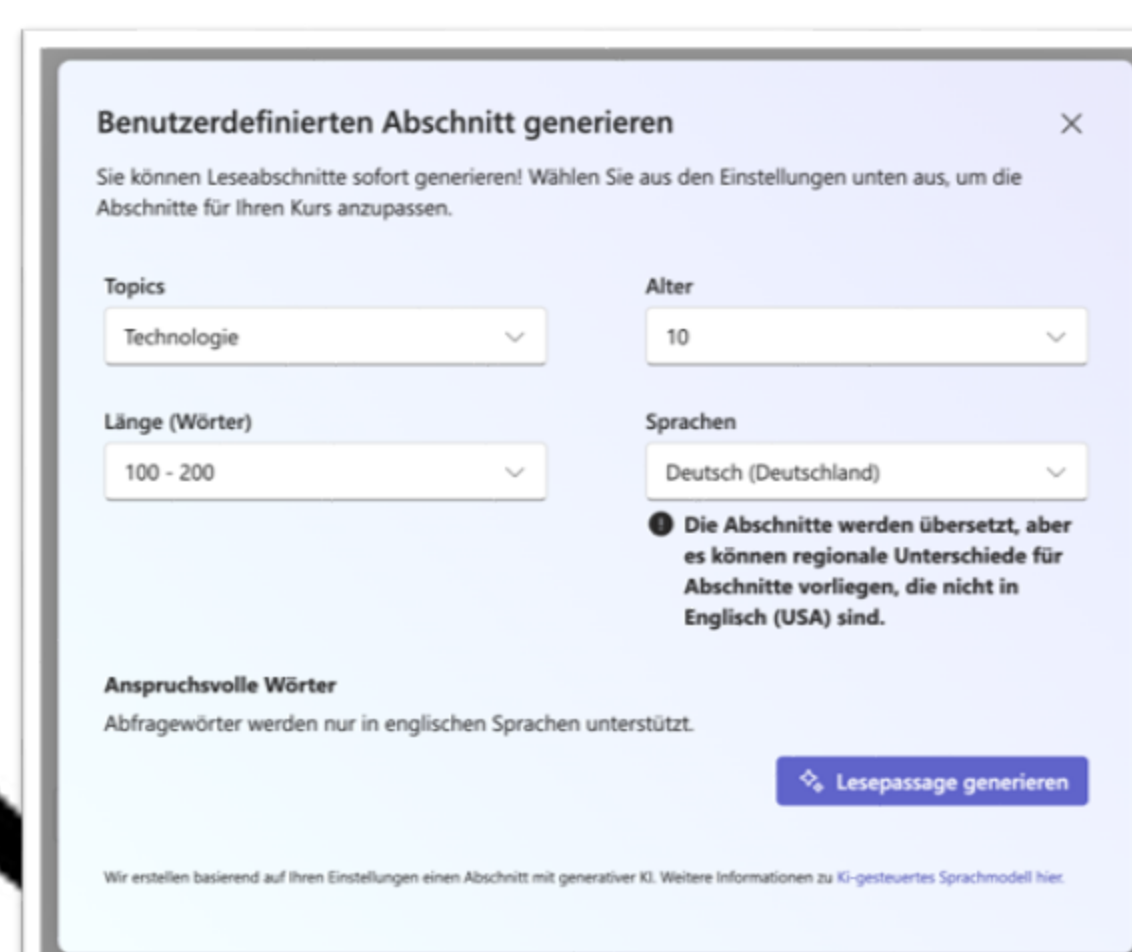 Benutzerdefinierten Abschnitt generieren
Sie können Leseabschnitte sofort generieren! Wählen Sie aus den Einstellungen unten aus, um die
Abschnitte für Ihren Kurs anzupassen.
Topics
Alter
Technologie
10
Länge (Wörter)
Sprachen
100 - 200
Deutsch (Deutschland)
Die Abschnitte werden übersetzt, aber
es können regionale Unterschiede für
Abschnitte vorliegen, die nicht in
Englisch (USA) sind.
Anspruchsvolle Wörter
Abfragewörter werden nur in englischen Sprachen unterstützt.
Lesepassage generieren
Wir erstellen basierend auf Ihren Einstellungen einen Abschnitt mit generativer KI. Weitere Informationen zu Ki-gesteuertes Sprachmodell hier.